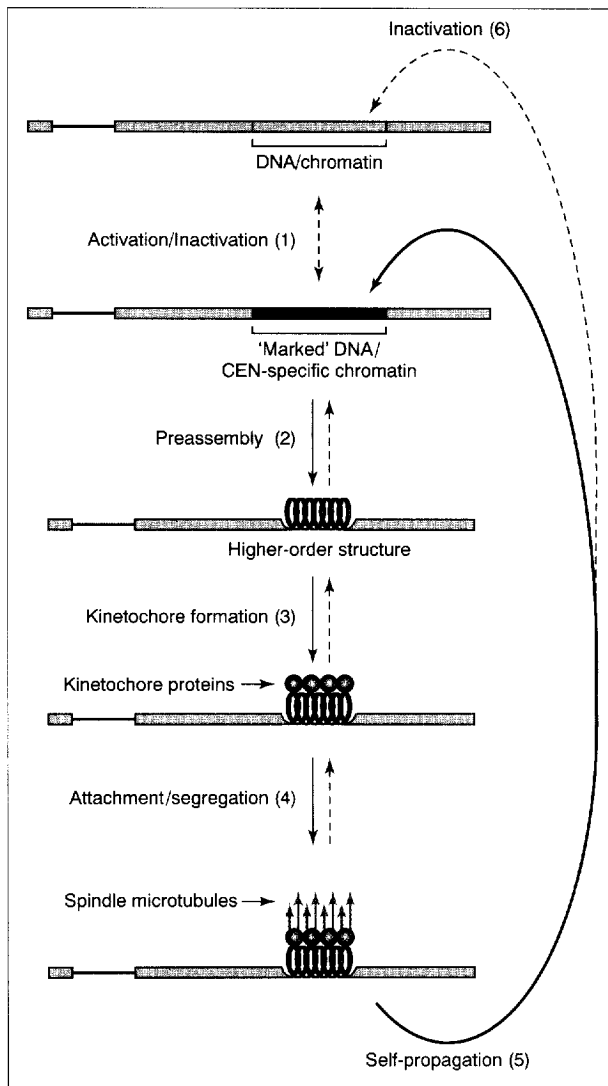 Inactivation (6)
DNA/chromatin
Activation/Inactivation (1)
'Marked' DNA/
CEN-specific chromatin
Preassembly (2)
Higher-order structure
Kinetochore formation (3)
Kinetochore proteins
Attachment/segregation (4)
Spindle microtubules
Self-propagation (5)